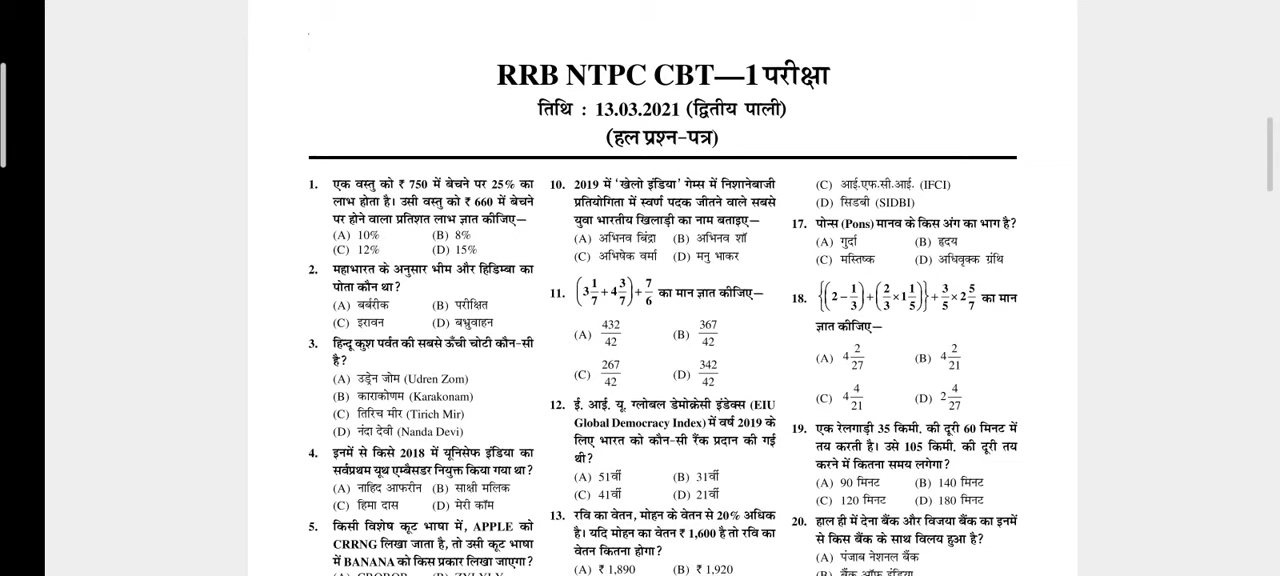 RRB NTPC CBT—1 परीक्षा
तिथि : 13.03.2021 (द्वितीय पाली)
(हल प्रश्न-पत्र)
1. एक वस्तु को ₹ 750 में बेचने पर 25% का
लाभ होता है। उसी वस्तु को ₹ 660 में बेचने
पर होने वाला प्रतिशत लाभ ज्ञात कीजिए—
(A) 10% (B) 8%
(C) 12% (D) 15%
2. महाभारत के अनुसार भीम और हिडिम्बा का
पोता कौन था?
(A) बर्बरीक (B) परीक्षित
(C) इरावन (D) बभ्रुवाहन
3. हिन्दू कुश पर्वत की सबसे ऊँची चोटी कौन-सी
है?
(A) उड्रेन जोम (Udren Zom)
(B) काराकोणम (Karakonam)
(C) तिरिच मीर (Tirich Mir)
(D) नंदा देवी (Nanda Devi)
4. इनमें से किसे 2018 में यूनिसेफ इंडिया का
सर्वप्रथम यूथ एम्बैसडर नियुक्त किया गया था?
(A) नाहिद आफरीन (B) साक्षी मलिक
(C) हिमा दास (D) मेरी कॉम
5. किसी विशेष कूट भाषा में, APPLE को
CRRNG लिखा जाता है, तो उसी कूट भाषा
में BANANA को किस प्रकार लिखा जाएगा?
10. 2019 में ‘खेलो इंडिया’ गेम्स में निशानेबाजी
प्रतियोगिता में स्वर्ण पदक जीतने वाले सबसे
युवा भारतीय खिलाड़ी का नाम बताइए—
(A) अभिनव बिंद्रा (B) अभिनव शॉ
(C) अभिषेक वर्मा (D) मनु भाकर
11. (3 1/7 + 4 3/7) + 7/6 का मान ज्ञात कीजिए—
(A) 432/42 (B) 367/42
(C) 267/42 (D) 342/42
12. ई. आई. यू. ग्लोबल डेमोक्रेसी इंडेक्स (EIU
Global Democracy Index) में वर्ष 2019 के
लिए भारत को कौन-सी रैंक प्रदान की गई
थी?
(A) 51वीं (B) 31वीं
(C) 41वीं (D) 21वीं
13. रवि का वेतन, मोहन के वेतन से 20% अधिक
है। यदि मोहन का वेतन ₹ 1,600 है तो रवि का
वेतन कितना होगा?
(A) ₹ 1,890 (B) ₹ 1,920
(C) आई.एफ.सी.आई. (IFCI)
(D) सिडबी (SIDBI)
17. पोन्स (Pons) मानव के किस अंग का भाग है?
(A) गुर्दा (B) हृदय
(C) मस्तिष्क (D) अधिवृक्क ग्रंथि
18. {(2 − 1/3) + (2/3 × 1 1/5)} + 3/5 × 2 5/7 का मान
ज्ञात कीजिए—
(A) 4 2/27 (B) 4 2/21
(C) 4 4/21 (D) 2 4/27
19. एक रेलगाड़ी 35 किमी. की दूरी 60 मिनट में
तय करती है। उसे 105 किमी. की दूरी तय
करने में कितना समय लगेगा?
(A) 90 मिनट (B) 140 मिनट
(C) 120 मिनट (D) 180 मिनट
20. हाल ही में देना बैंक और विजया बैंक का इनमें
से किस बैंक के साथ विलय हुआ है?
(A) पंजाब नेशनल बैंक
(B) बैंक ऑफ इंडिया